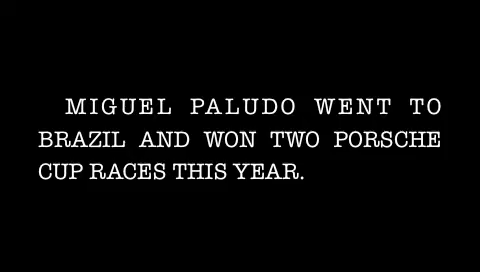 MIGUEL PALUDO WENT TO
BRAZIL AND WON TWO PORSCHE
CUP RACES THIS YEAR.